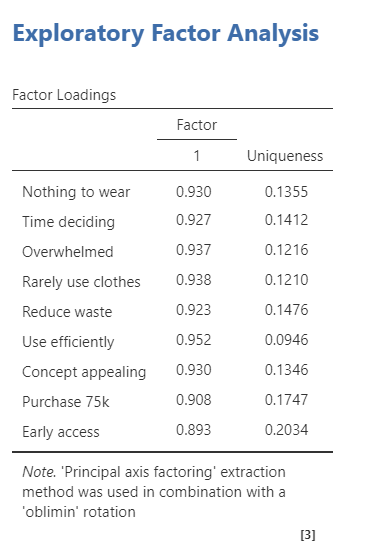 Exploratory Factor Analysis
Factor Loadings
Factor
1 Uniqueness
Nothing to wear 0.930 0.1355
Time deciding 0.927 0.1412
Overwhelmed 0.937 0.1216
Rarely use clothes 0.938 0.1210
Reduce waste 0.923 0.1476
Use efficiently 0.952 0.0946
Concept appealing 0.930 0.1346
Purchase 75k 0.908 0.1747
Early access 0.893 0.2034
Note. 'Principal axis factoring' extraction
method was used in combination with a
'oblimin' rotation
[3]